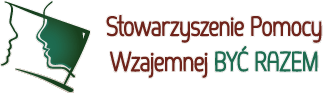 Stowarzyszenie Pomocy
Wzajemnej BYĆ RAZEM